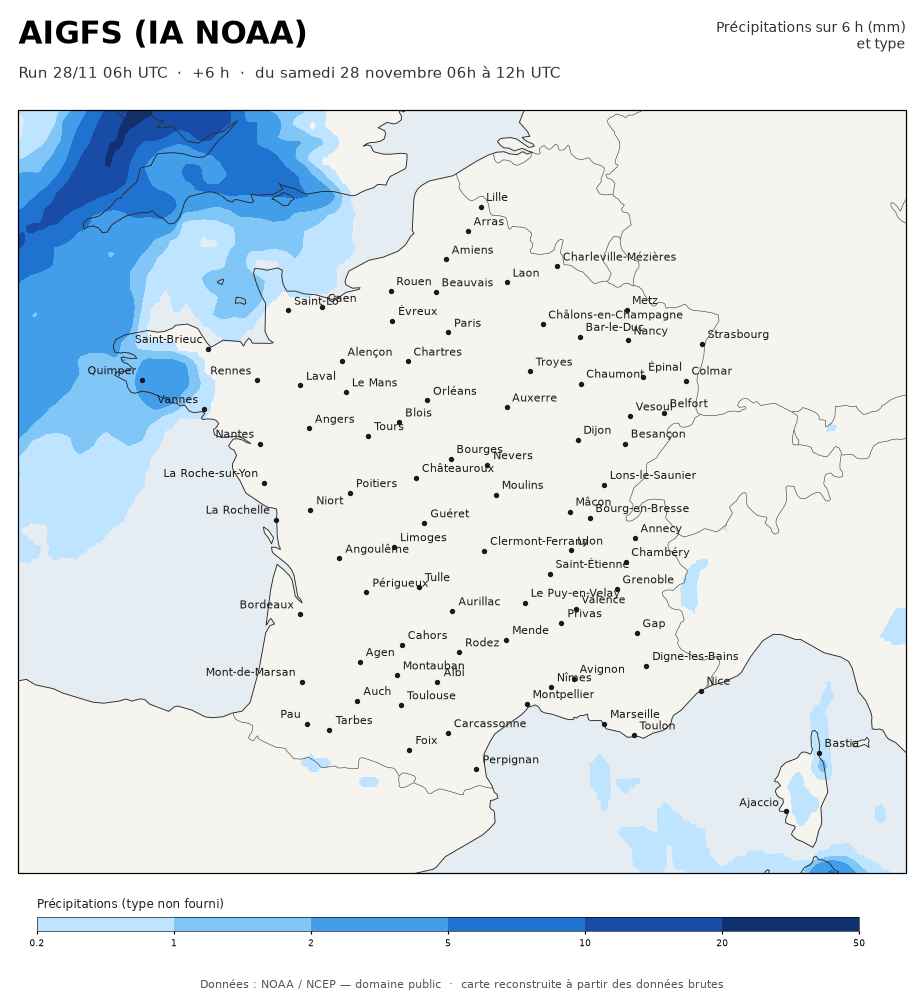 AIGFS (IA NOAA)
Précipitations sur 6 h (mm)
et type
Run 28/11 06h UTC · +6 h · du samedi 28 novembre 06h à 12h UTC
Lille
Arras
Amiens
Charleville-Mézières
Laon
Rouen
Beauvais
Saint-Lô
Caen
Metz
Évreux
Châlons-en-Champagne
Paris
Bar-le-Duc
Nancy
Saint-Brieuc
Strasbourg
Alençon
Chartres
Quimper
Rennes
Laval
Le Mans
Troyes
Chaumont
Épinal
Colmar
Orléans
Vannes
Auxerre
Vesoul
Belfort
Blois
Angers
Tours
Nantes
Dijon
Besançon
Bourges
Nevers
La Roche-sur-Yon
Châteauroux
Lons-le-Saunier
Poitiers
Moulins
La Rochelle
Niort
Mâcon
Bourg-en-Bresse
Guéret
Annecy
Limoges
Angoulême
Clermont-Ferrand
Lyon
Chambéry
Saint-Étienne
Périgueux
Tulle
Grenoble
Bordeaux
Aurillac
Le Puy-en-Velay
Valence
Privas
Gap
Cahors
Rodez
Mende
Agen
Digne-les-Bains
Mont-de-Marsan
Montauban
Albi
Nîmes
Avignon
Nice
Auch
Toulouse
Montpellier
Pau
Tarbes
Carcassonne
Marseille
Toulon
Foix
Perpignan
Bastia
Ajaccio
Précipitations (type non fourni)
0.2 1 2 5 10 20 50
Données : NOAA / NCEP — domaine public · carte reconstruite à partir des données brutes